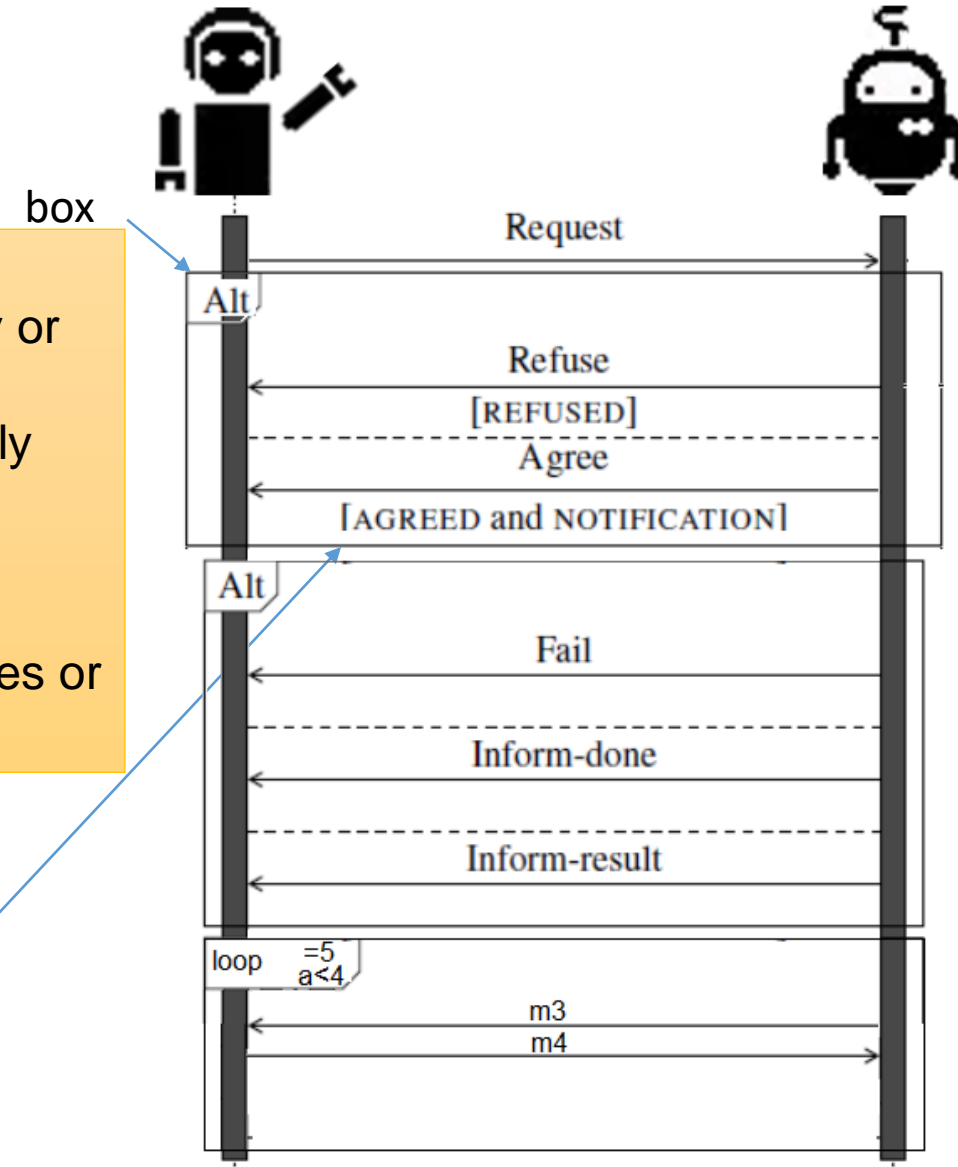 box
or
ly
es or
Request
Alt
Refuse
[REFUSED]
Agree
[AGREED and NOTIFICATION]
Alt
Fail
Inform-done
Inform-result
loop =5
a<4
m3
m4